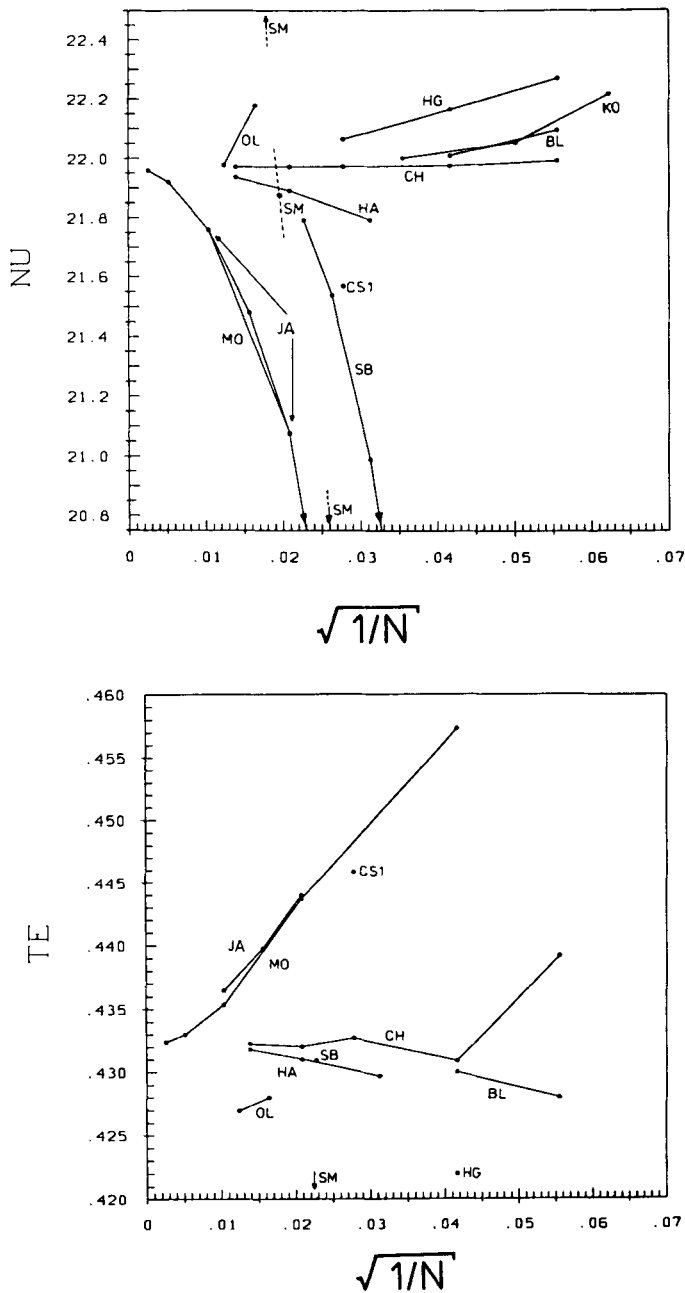 22.4
SM
22.2
HG
KO
OL
BL
22.0
CH
SM
HA
21.8
NU
21.6
CS1
JA
MO
21.4
SB
21.2
21.0
SM
20.8
0 .01 .02 .03 .04 .05 .06 .07
√1/N
.460
.455
.450
CS1
.445
TE
JA
.440
MO
.435
CH
SB
.430
HA
BL
OL
.425
SM
HG
.420
0 .01 .02 .03 .04 .05 .06 .07
√1/N